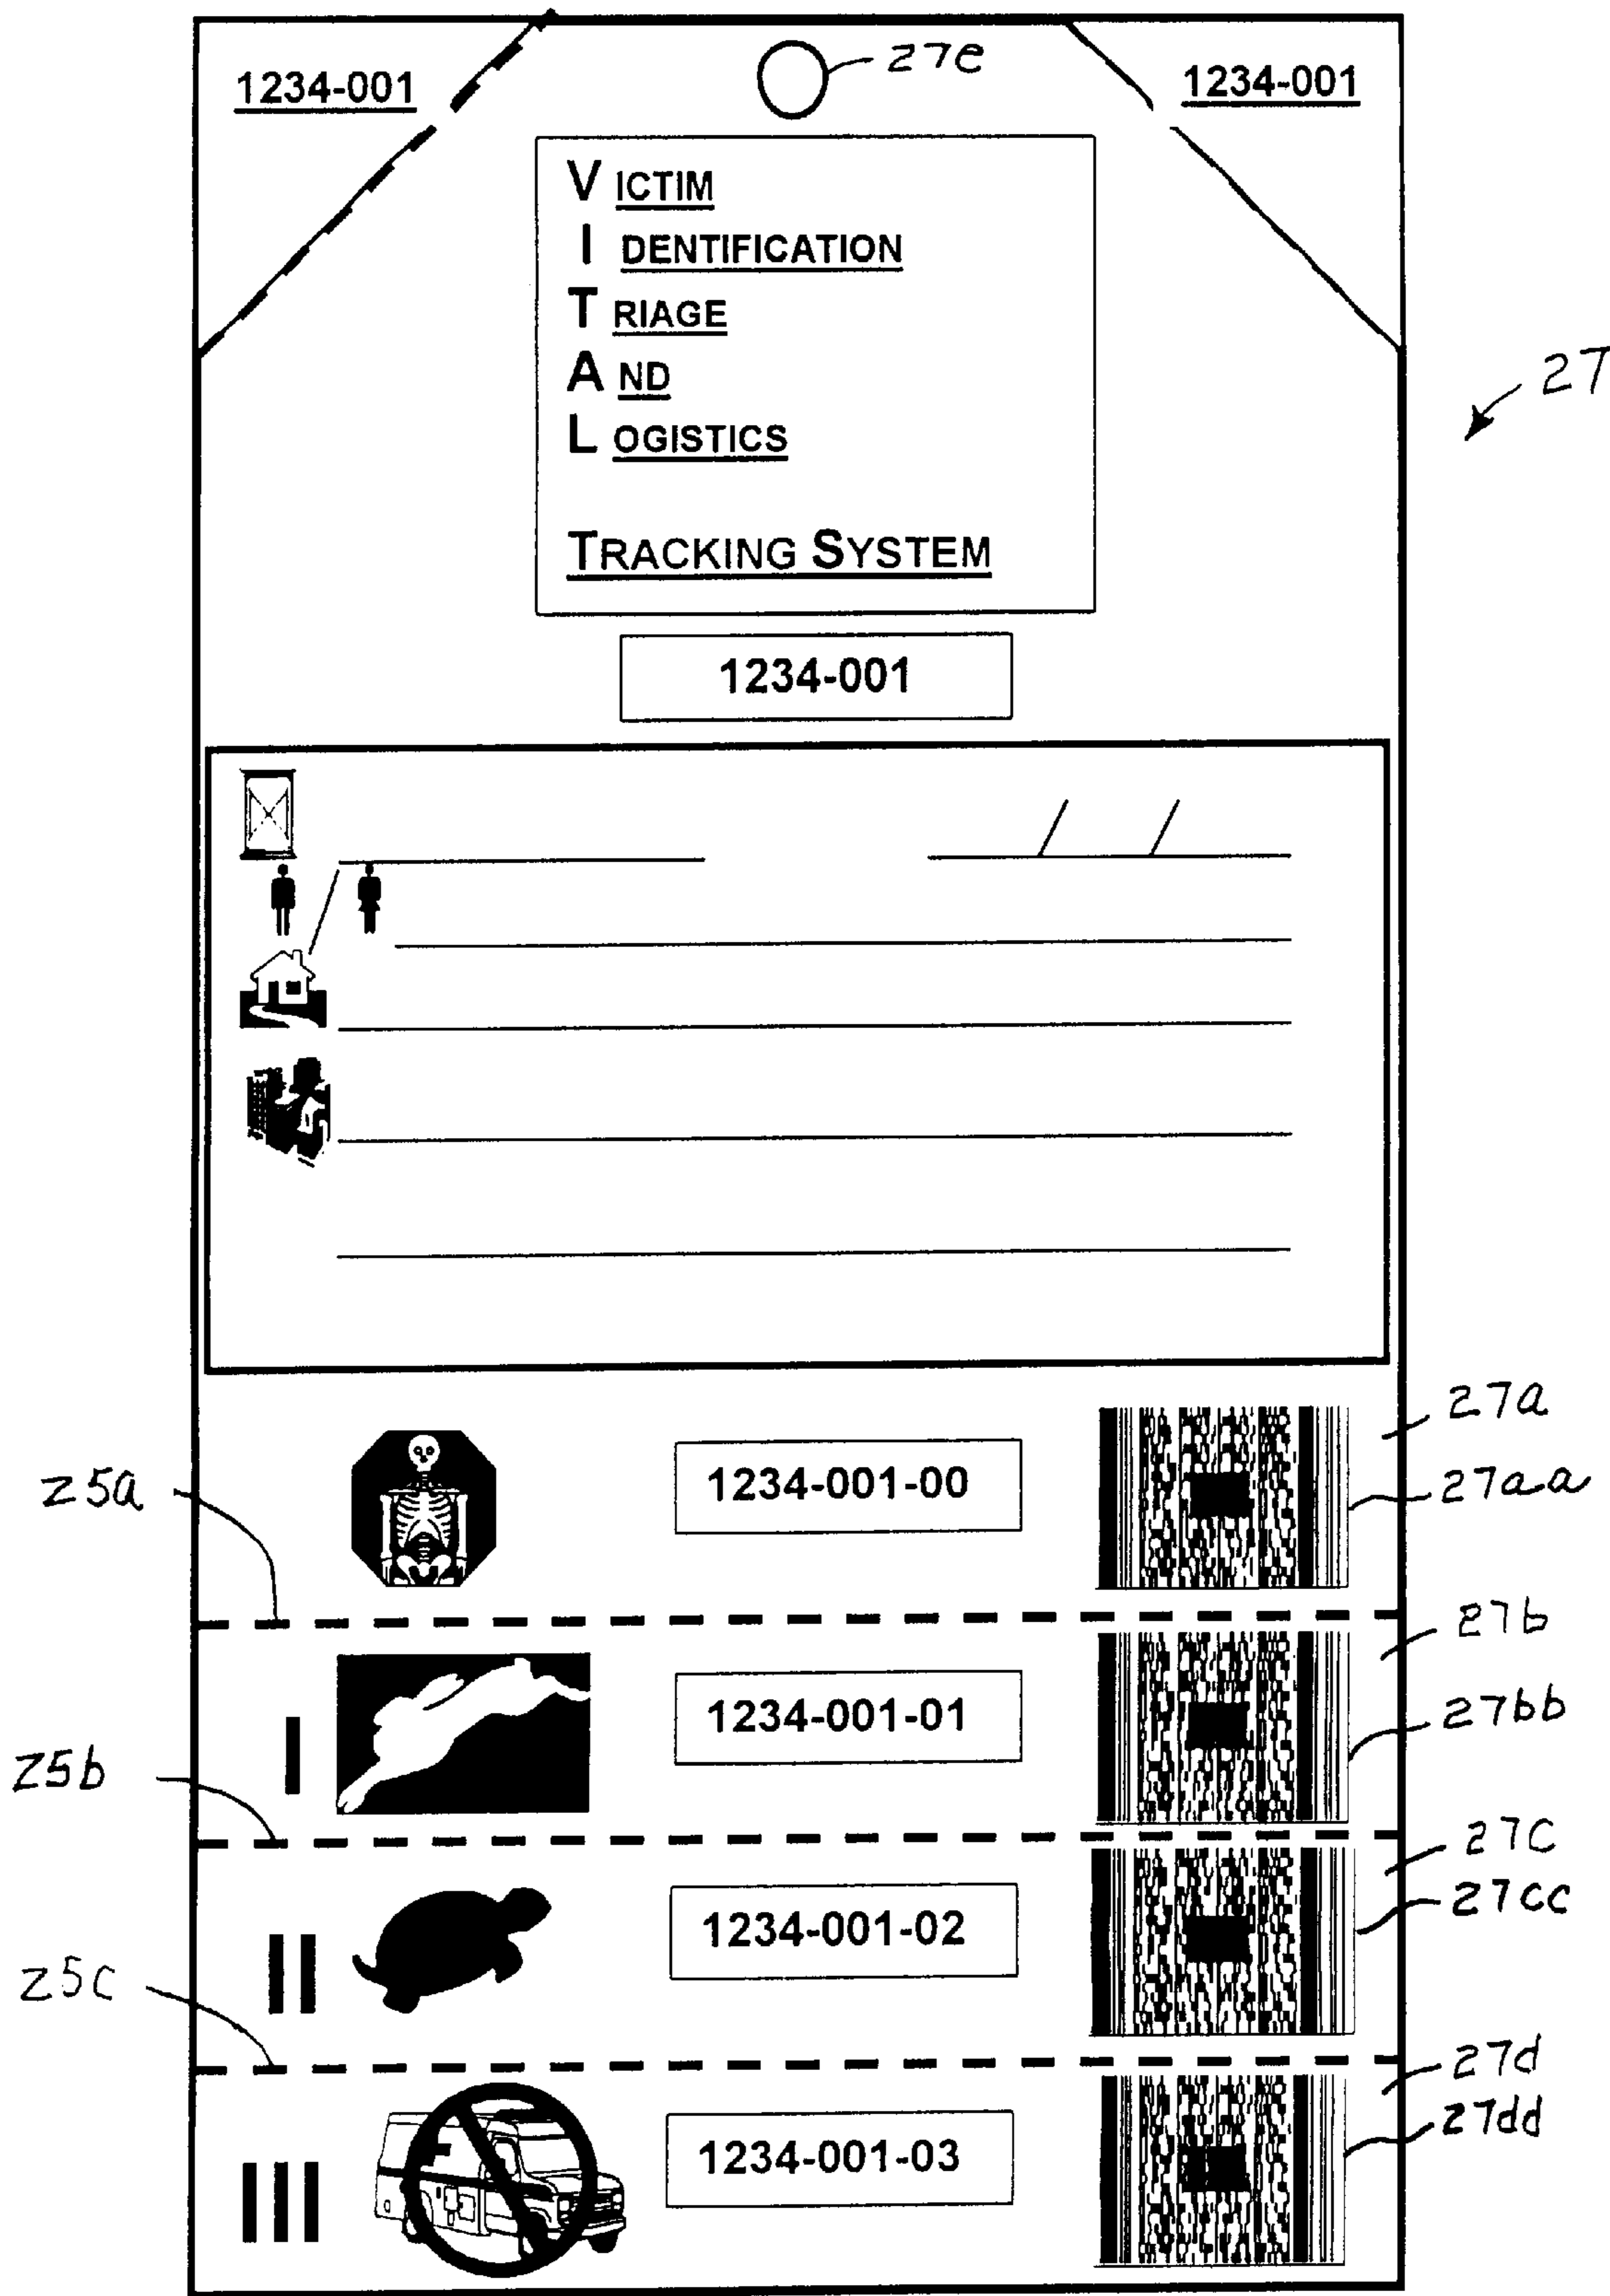 1234-001
27e
1234-001
VICTIM
IDENTIFICATION
TRIAGE
AND
LOGISTICS
TRACKING SYSTEM
27
1234-001
/ /
27a
1234-001-00
25a
27aa
27b
I
1234-001-01
27bb
25b
27c
II
1234-001-02
27cc
25c
27d
III
1234-001-03
27dd